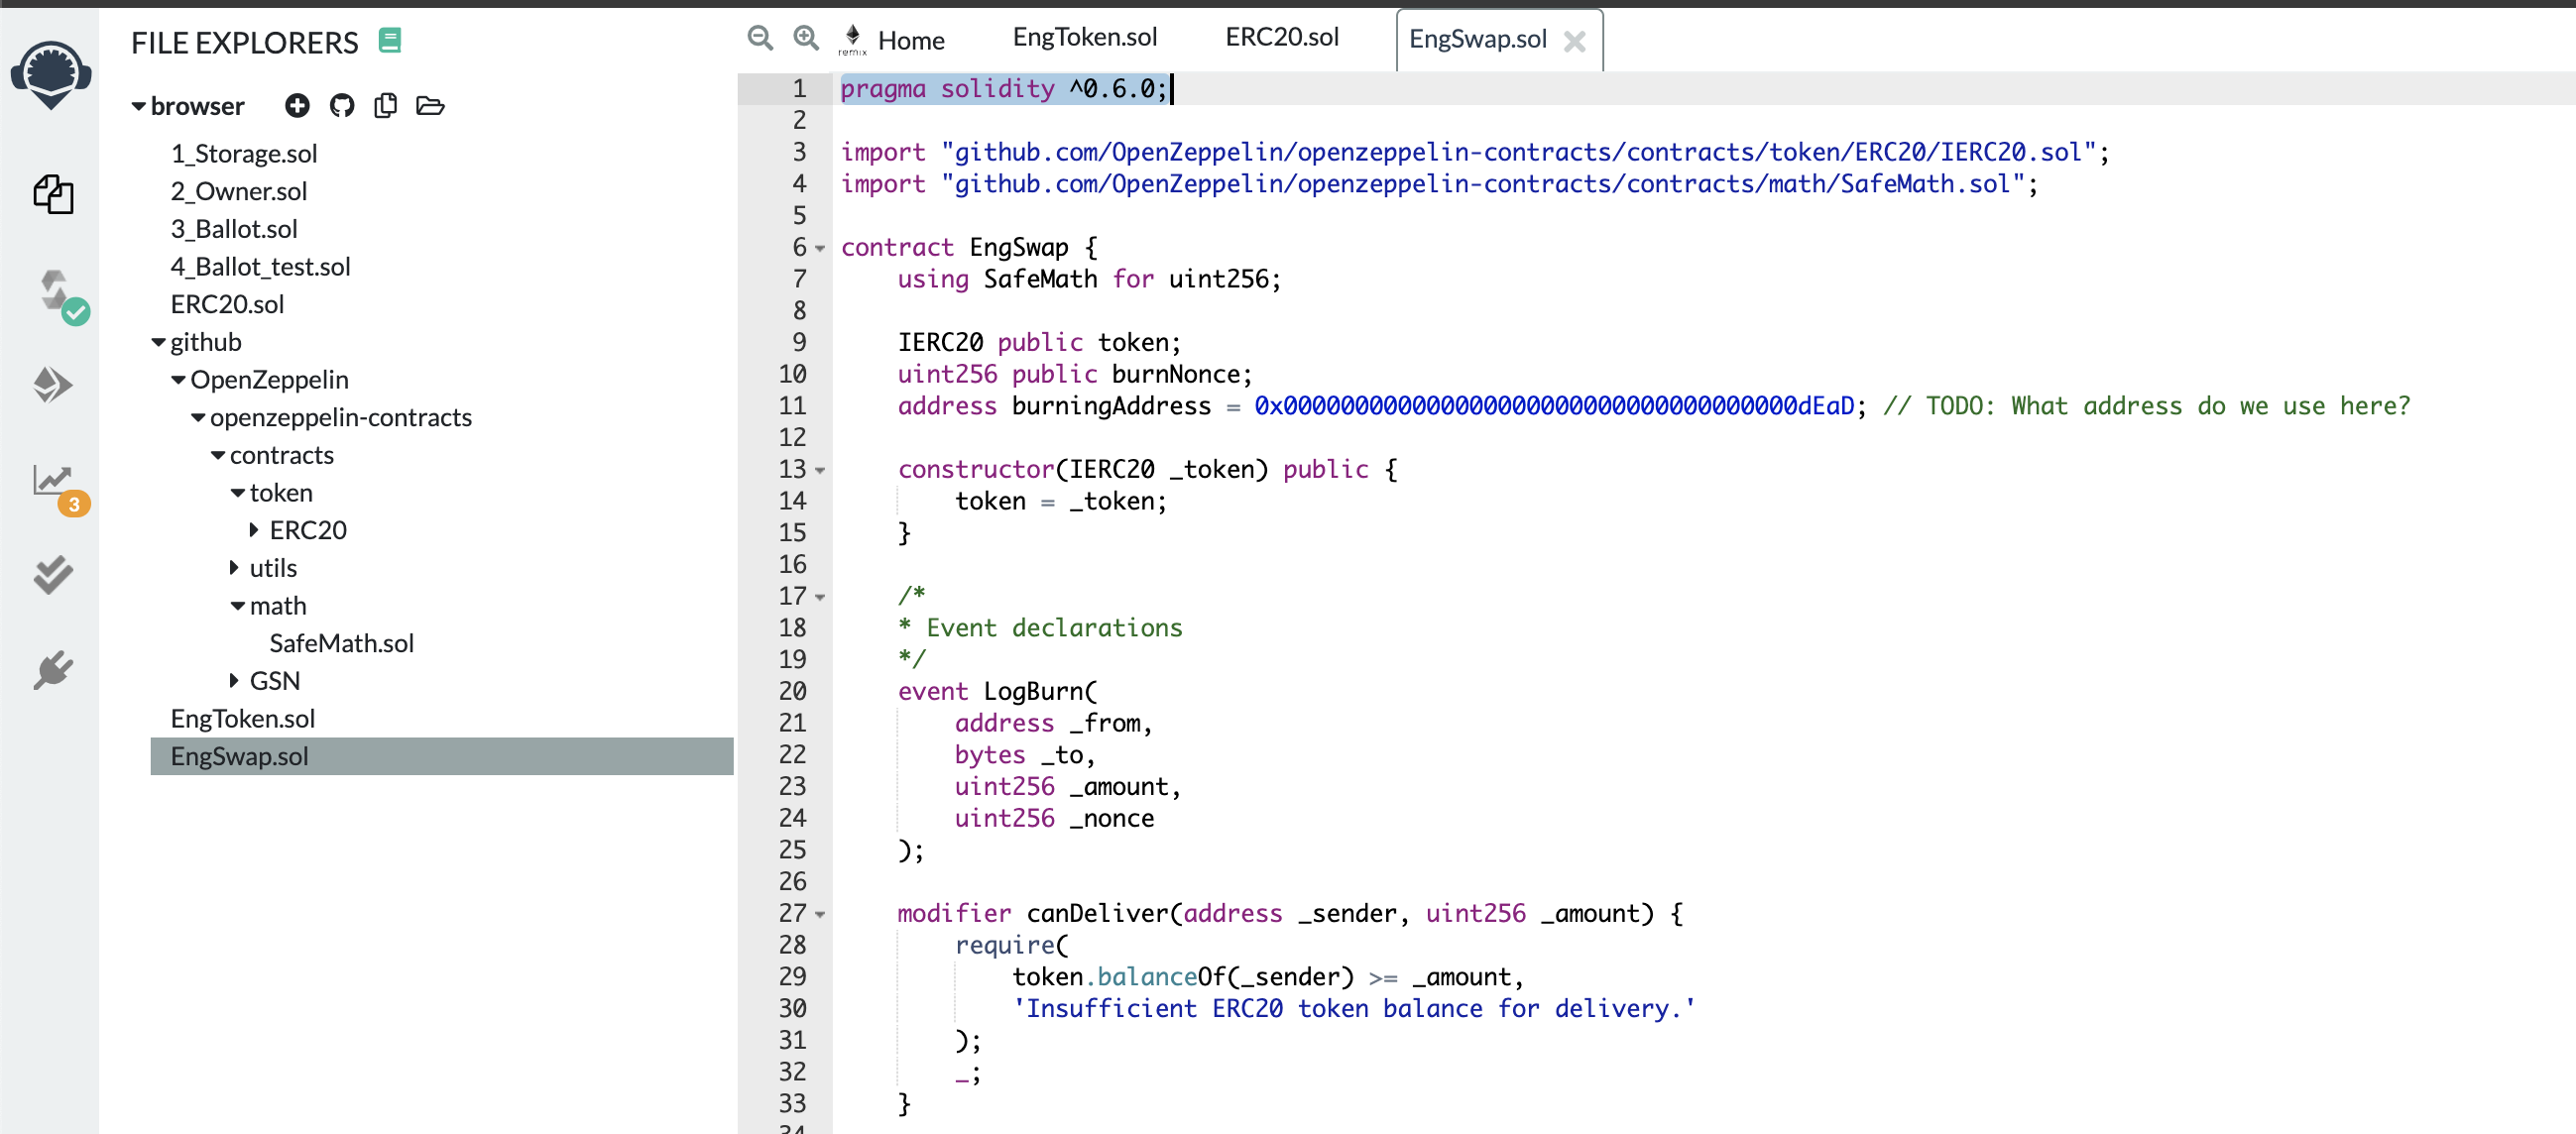 FILE EXPLORERS
browser
1_Storage.sol
2_Owner.sol
3_Ballot.sol
4_Ballot_test.sol
ERC20.sol
github
OpenZeppelin
openzeppelin-contracts
contracts
token
ERC20
utils
math
SafeMath.sol
GSN
EngToken.sol
EngSwap.sol
3
remix Home EngToken.sol ERC20.sol EngSwap.sol
1 pragma solidity ^0.6.0;
2
3 import "github.com/OpenZeppelin/openzeppelin-contracts/contracts/token/ERC20/IERC20.sol";
4 import "github.com/OpenZeppelin/openzeppelin-contracts/contracts/math/SafeMath.sol";
5
6 contract EngSwap {
7 using SafeMath for uint256;
8
9 IERC20 public token;
10 uint256 public burnNonce;
11 address burningAddress = 0x000000000000000000000000000000000000dEaD; // TODO: What address do we use here?
12
13 constructor(IERC20 _token) public {
14 token = _token;
15 }
16
17 /*
18 * Event declarations
19 */
20 event LogBurn(
21 address _from,
22 bytes _to,
23 uint256 _amount,
24 uint256 _nonce
25 );
26
27 modifier canDeliver(address _sender, uint256 _amount) {
28 require(
29 token.balanceOf(_sender) >= _amount,
30 'Insufficient ERC20 token balance for delivery.'
31 );
32 _;
33 }
34